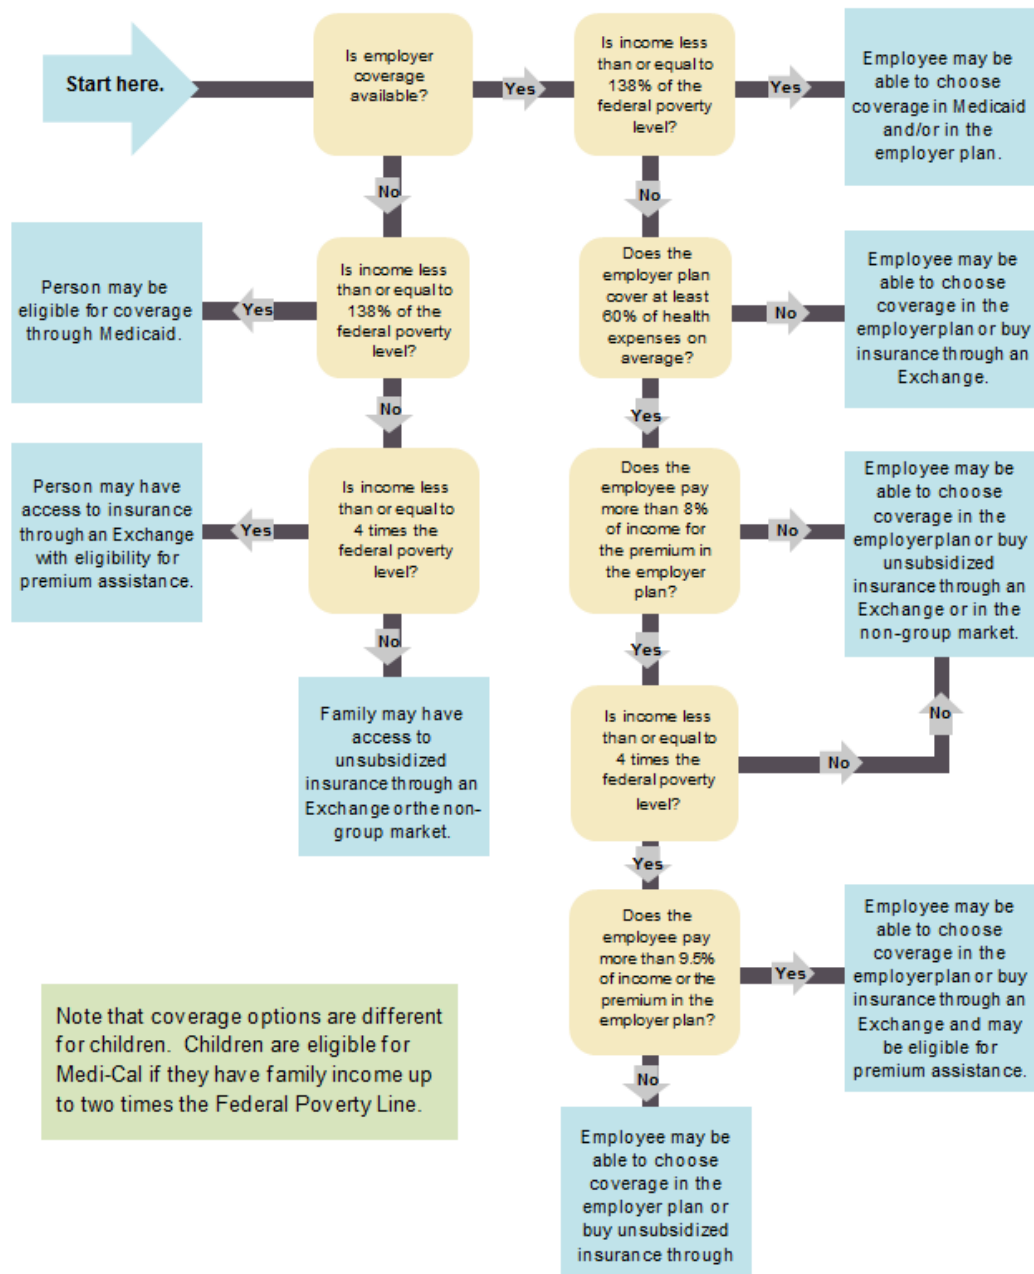 Start here.
Is employer
coverage
available?
Yes
Is income less
than or equal to
138% of the
federal poverty
level?
Yes
Employee may be
able to choose
coverage in Medicaid
and/or in the
employer plan.
No
No
Person may be
eligible for coverage
through Medicaid.
Yes
Is income less
than or equal to
138% of the
federal poverty
level?
Does the
employer plan
cover at least
60% of health
expenses on
average?
No
Employee may be
able to choose
coverage in the
employerplan or buy
insurance through an
Exchange.
No
Yes
Person may have
access to insurance
through an Exchange
with eligibility for
premium assistance.
Yes
Is income less
than or equal to
4 times the
federal poverty
level?
Does the
employee pay
more than 8%
of income for
the premium in
the employer
plan?
No
Employee may be
able to choose
coverage in the
employerplan or buy
unsubsidized
insurance through an
Exchange or in the
non-group market.
No
Yes
Family may have
access to
unsubsidized
insurance through an
Exchange orthe non-
group market.
Is income less
than or equal to
4 times the
federal poverty
level?
No
No
Yes
Does the
employee pay
more than 9.5%
of income or the
premium in the
employer plan?
Yes
Employee may be
able to choose
coverage in the
employerplan or buy
insurance through an
Exchange and may
be eligible for
premium assistance.
No
Note that coverage options are different
for children. Children are eligible for
Medi-Cal if they have family income up
to two times the Federal Poverty Line.
Employee may be
able to choose
coverage in the
employer plan or
buy unsubsidized
insurance through